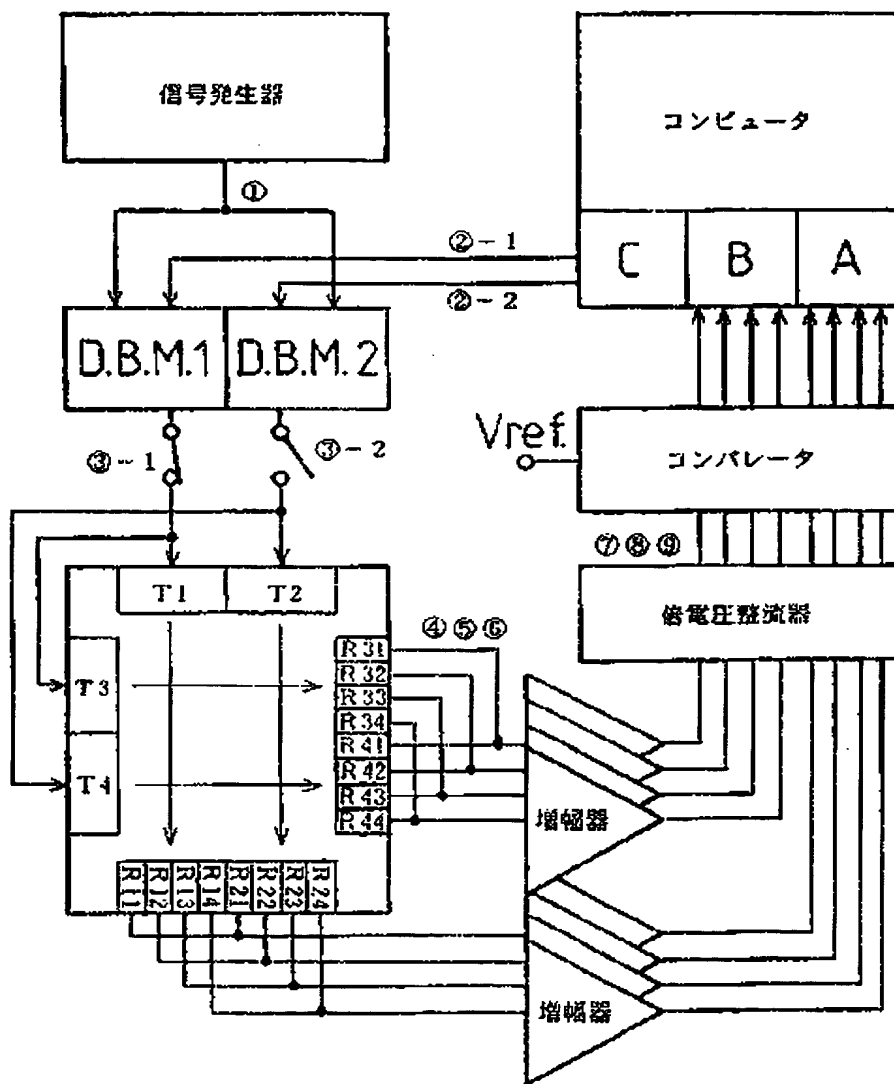 信号発生器
コンピュータ
①
②-1
C
B
A
②-2
D.B.M.1
D.B.M.2
③-1
③-2
Vref.
コンパレータ
⑦⑧⑨
倍電圧整流器
T1
T2
④⑤⑥
T3
T4
R31
R32
R33
R34
R41
R42
R43
R44
増幅器
R11
R12
R13
R14
R21
R22
R23
R24
増幅器